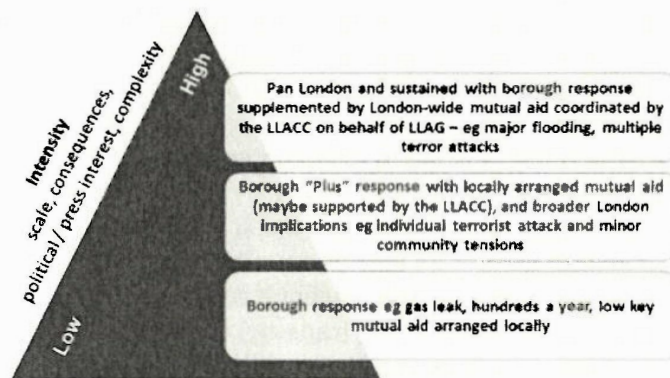 Intensity
scale, consequences,
political / press interest, complexity
High
Low
Pan London and sustained with borough response
supplemented by London-wide mutual aid coordinated by
the LLACC on behalf of LLAG – eg major flooding, multiple
terror attacks
Borough "Plus" response with locally arranged mutual aid
(maybe supported by the LLACC), and broader London
implications eg individual terrorist attack and minor
community tensions
Borough response eg gas leak, hundreds a year, low key
mutual aid arranged locally